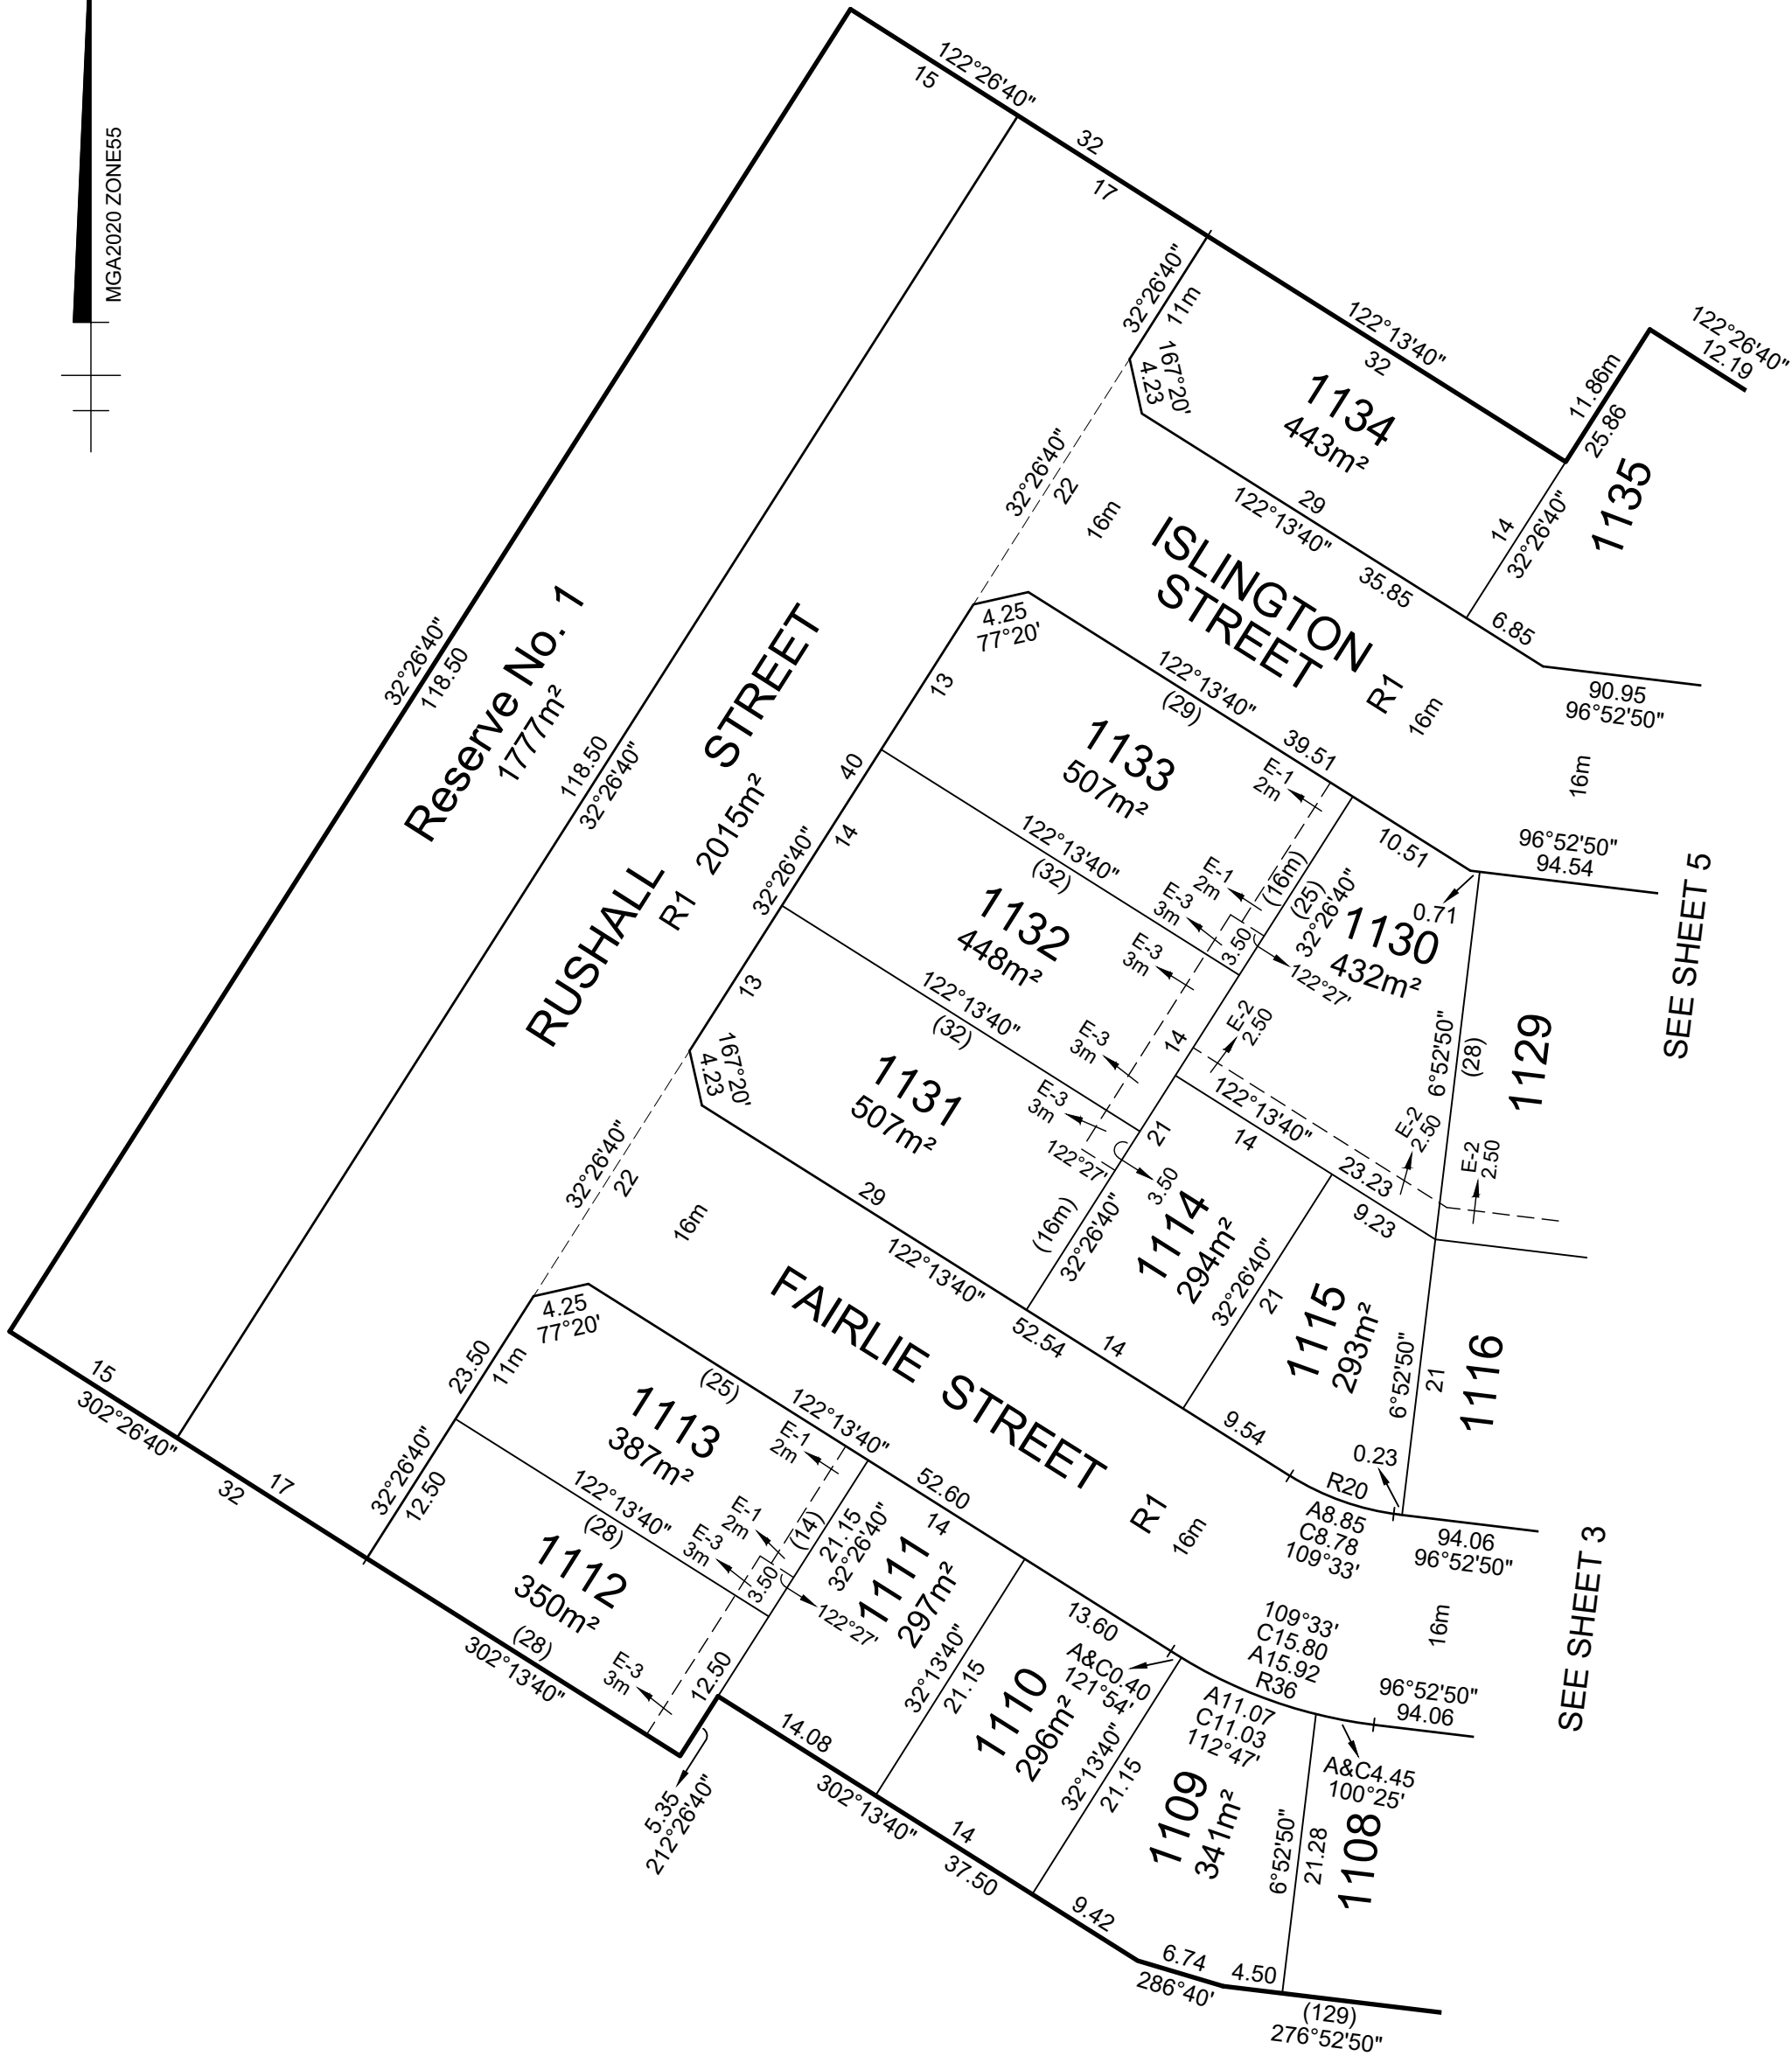 MGA2020 ZONE55
122°26'40"
15
32
17
32°26'40"
11m
167°20'
4.23
122°13'40"
32
1134
443m²
122°26'40"
12.19
11.86m
25.86
1135
14
32°26'40"
29
122°13'40"
35.85
6.85
90.95
96°52'50"
32°26'40"
22
16m
ISLINGTON
STREET
R1
16m
16m
96°52'50"
94.54
SEE SHEET 5
32°26'40"
118.50
Reserve No. 1
1777m²
118.50
32°26'40"
RUSHALL STREET
R1 2015m²
4.25
77°20'
13
122°13'40"
(29)
39.51
1133
507m²
E-1
2m
10.51
0.71
40
14
32°26'40"
122°13'40"
(32)
E-1
2m
E-3
3m
(16m)
(25)
32°26'40"
3.50
122°27'
1130
432m²
1132
448m²
E-3
3m
E-3
3m
13
122°13'40"
(32)
14
E-2
2.50
6°52'50"
(28)
1129
167°20'
4.23
1131
507m²
E-3
3m
122°27'
21
3.50
122°13'40"
14
23.23
9.23
E-2
2.50
E-2
2.50
32°26'40"
22
16m
29
122°13'40"
(16m)
32°26'40"
1114
294m²
32°26'40"
21
1115
293m²
6°52'50"
21
1116
52.54
14
9.54
0.23
R20
A8.85
C8.78
109°33'
94.06
96°52'50"
FAIRLIE STREET
R1
16m
16m
SEE SHEET 3
15
302°26'40"
32
17
23.50
11m
4.25
77°20'
32°26'40"
12.50
(25)
122°13'40"
52.60
1113
387m²
E-1
2m
122°13'40"
(28)
E-1
2m
E-3
3m
(14)
21.15
32°26'40"
3.50
122°27'
1112
350m²
(28)
302°13'40"
E-3
3m
12.50
5.35
212°26'40"
14
1111
297m²
14.08
302°13'40"
32°13'40"
21.15
13.60
A&C0.40
121°54'
1110
296m²
14
37.50
32°13'40"
21.15
109°33'
C15.80
A15.92
R36
A11.07
C11.03
112°47'
96°52'50"
94.06
A&C4.45
100°25'
1109
341m²
6°52'50"
21.28
1108
9.42
6.74
286°40'
4.50
(129)
276°52'50"